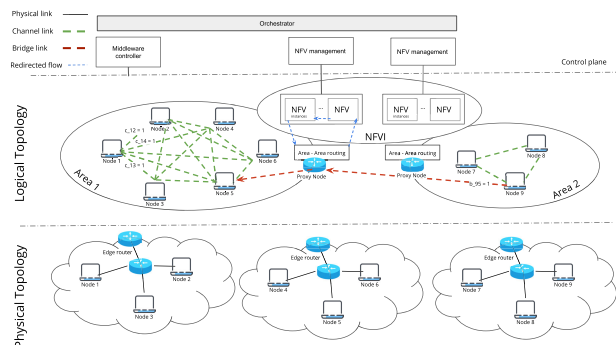 Physical link
Channel link
Bridge link
Redirected flow
Orchestrator
Middleware
controller
NFV management
NFV management
Control plane
Logical Topology
NFV
instances
...
NFV
NFV
instances
...
NFV
NFVI
Area - Area routing
Area - Area routing
Proxy Node
Proxy Node
Node 2
Node 4
c_12 = 1
c_14 = 1
c_13 = 1
Node 1
Node 6
Node 3
Node 5
Area 1
Node 8
Node 7
b_95 = 1
Node 9
Area 2
Physical Topology
Edge router
Node 1
Node 2
Node 3
Edge router
Node 4
Node 6
Node 5
Edge router
Node 7
Node 9
Node 8